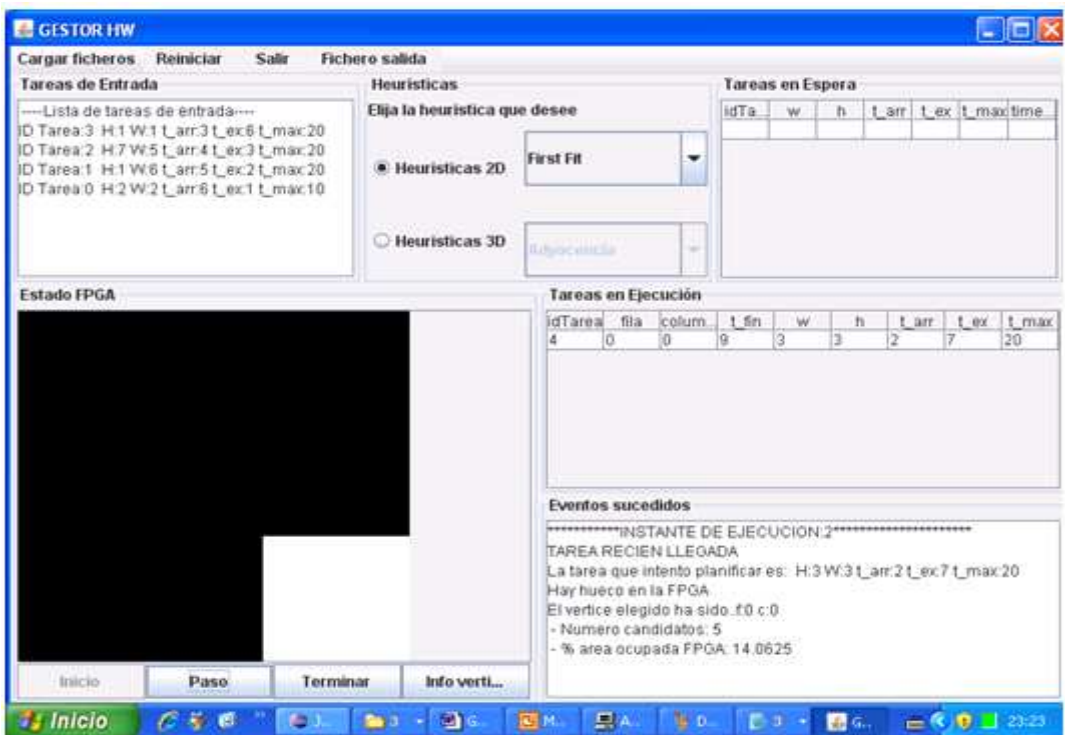 GESTOR HW
Cargar ficheros Reiniciar Salir Fichero salida
Tareas de Entrada
----Lista de tareas de entrada----
ID Tarea:3 H:1 W:1 t_arr:3 t_ex:6 t_max:20
ID Tarea:2 H:7 W:5 t_arr:4 t_ex:3 t_max:20
ID Tarea:1 H:1 W:6 t_arr:5 t_ex:2 t_max:20
ID Tarea:0 H:2 W:2 t_arr:6 t_ex:1 t_max:10
Heuristicas
Elija la heuristica que desee
Heuristicas 2D
First Fit
Heuristicas 3D
Adyacencia
Tareas en Espera
idTa... w h t_arr t_ex t_max time
Estado FPGA
Tareas en Ejecución
idTarea fila colum... t_fin w h t_arr t_ex t_max
4 0 0 9 3 3 2 7 20
Eventos sucedidos
***********INSTANTE DE EJECUCION:2**********************
TAREA RECIEN LLEGADA
La tarea que intento planificar es: H:3 W:3 t_arr:2 t_ex:7 t_max:20
Hay hueco en la FPGA
El vertice elegido ha sido..f:0 c:0
- Numero candidatos: 5
- % area ocupada FPGA: 14.0625
Inicio Paso Terminar Info verti...
Inicio J... 3 G... M... A... D... 3 G... 23:23